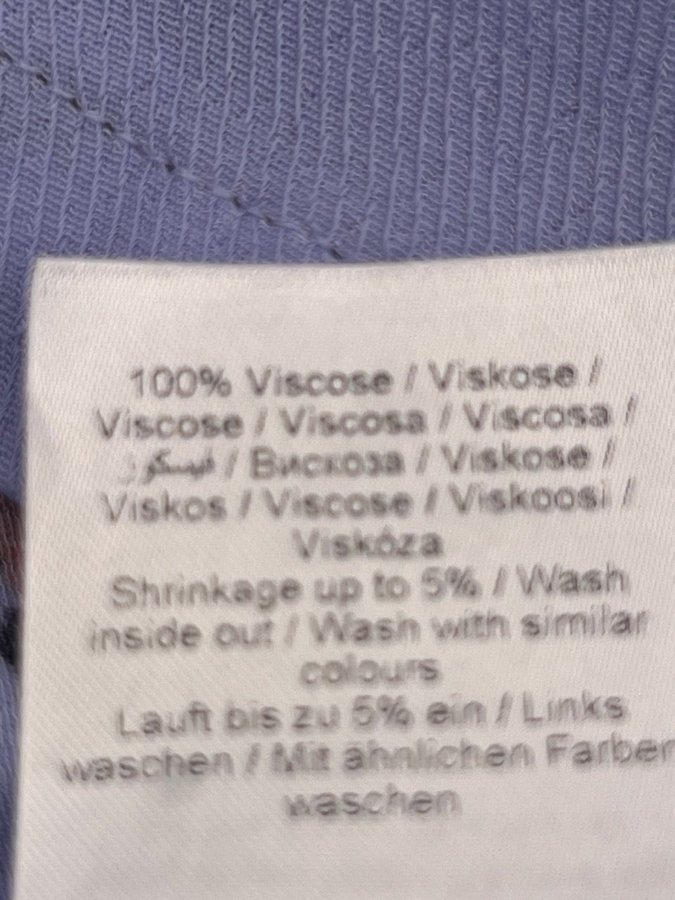 100% Viscose / Viskose /
Viscose / Viscosa / Viscosa /
فيسكوز / Вискоза / Viskose /
Viskos / Viscose / Viskoosi /
Viskóza
Shrinkage up to 5% / Wash
inside out / Wash with similar
colours
Läuft bis zu 5% ein / Links
waschen / Mit ähnlichen Farben
waschen